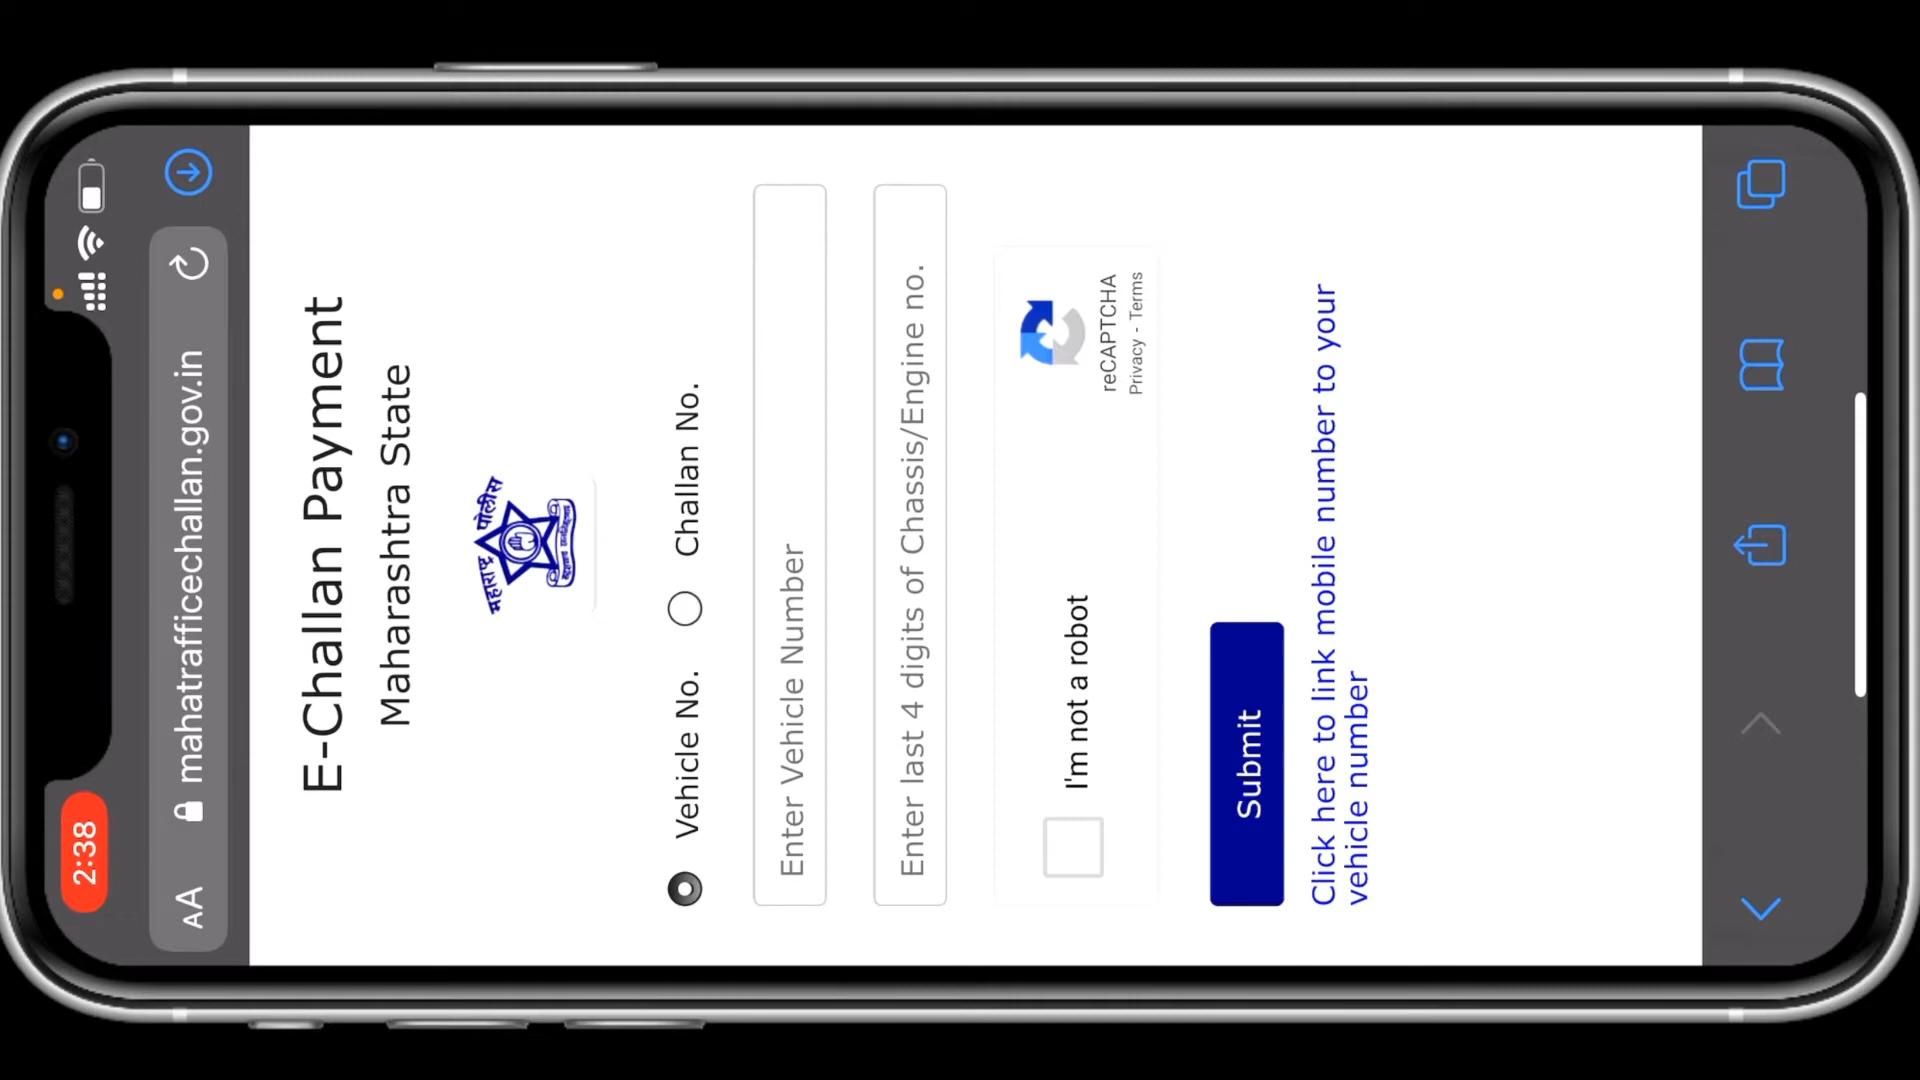 2:38
AA mahatrafficechallan.gov.in
E-Challan Payment
Maharashtra State
महाराष्ट्र पोलीस
Vehicle No. Challan No.
Enter Vehicle Number
Enter last 4 digits of Chassis/Engine no.
I'm not a robot
reCAPTCHA
Privacy - Terms
Submit
Click here to link mobile number to your
vehicle number